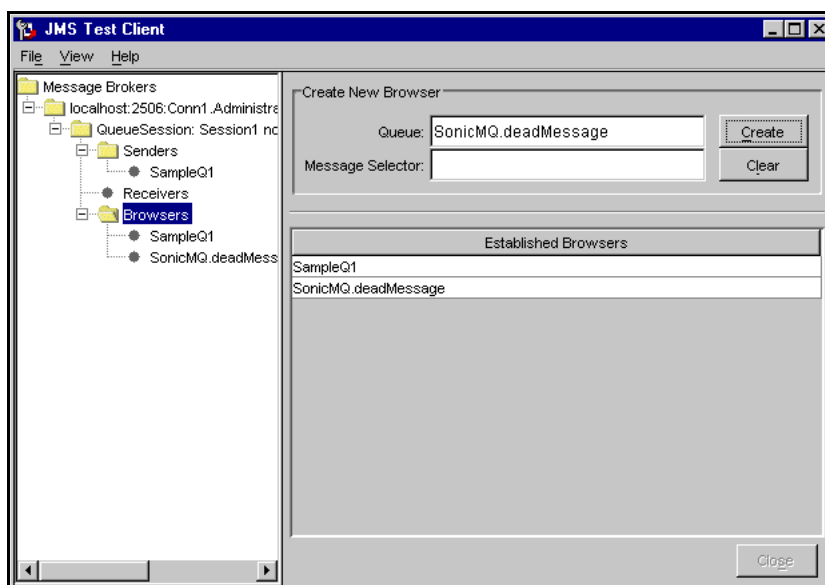 JMS Test Client
File View Help
Message Brokers
localhost:2506:Conn1.Administra
QueueSession: Session1 nc
Senders
SampleQ1
Receivers
Browsers
SampleQ1
SonicMQ.deadMess
Create New Browser
Queue: SonicMQ.deadMessage Create
Message Selector: Clear
Established Browsers
SampleQ1
SonicMQ.deadMessage
Close